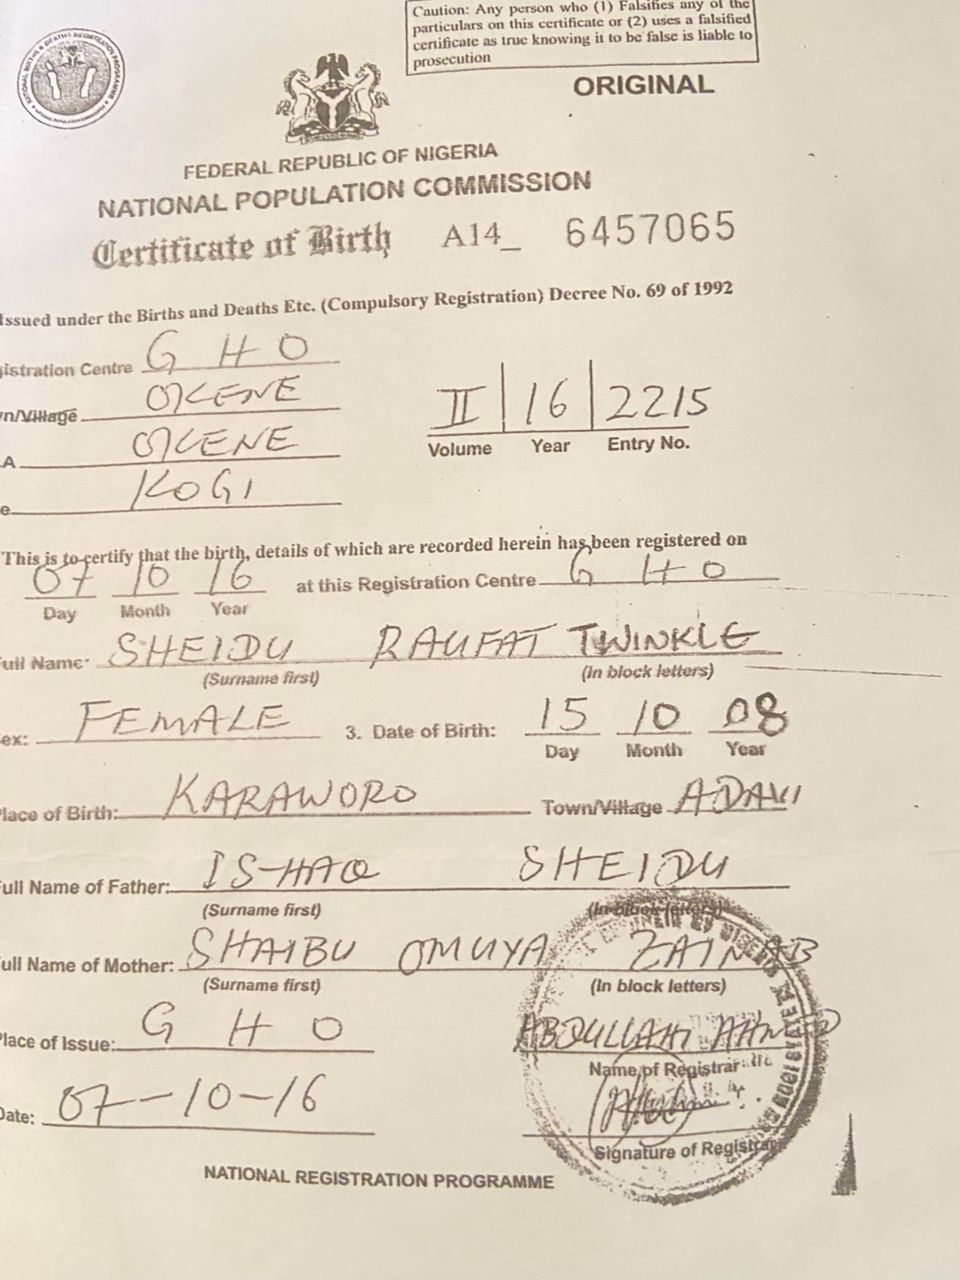 Caution: Any person who (1) Falsifies any of the
particulars on this certificate or (2) uses a falsified
certificate as true knowing it to be false is liable to
prosecution
ORIGINAL
FEDERAL REPUBLIC OF NIGERIA
NATIONAL POPULATION COMMISSION
Certificate of Birth A14_ 6457065
Issued under the Births and Deaths Etc. (Compulsory Registration) Decree No. 69 of 1992
gistration Centre G H O
n/Village OKENE
A OKENE
e KOGI
II | 16 | 2215
Volume Year Entry No.
This is to certify that the birth, details of which are recorded herein has been registered on
07 10 16 at this Registration Centre G H O
Day Month Year
Full Name: SHEIDU RAUFAT TWINKLE
(Surname first) (In block letters)
ex: FEMALE 3. Date of Birth: 15 10 08
Day Month Year
Place of Birth: KARAWORO Town/Village ADAVI
Full Name of Father: IS-HAQ SHEIDU
(Surname first) (In block letters)
Full Name of Mother: SHAIBU OMUYA ZAINAB
(Surname first) (In block letters)
Place of Issue: G H O
ABDULLAHI AHMED
Name of Registrar
Date: 07-10-16
Signature of Registrar
NATIONAL REGISTRATION PROGRAMME